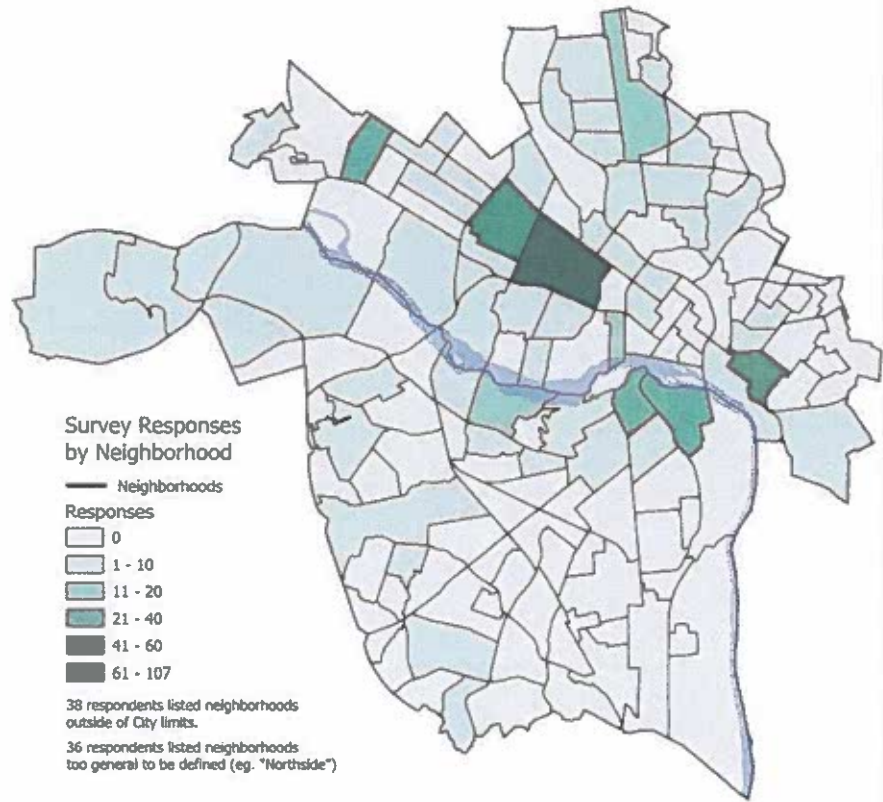 Survey Responses
by Neighborhood
Neighborhoods
Responses
0
1 - 10
11 - 20
21 - 40
41 - 60
61 - 107
38 respondents listed neighborhoods
outside of City limits.
36 respondents listed neighborhoods
too general to be defined (eg. "Northside")